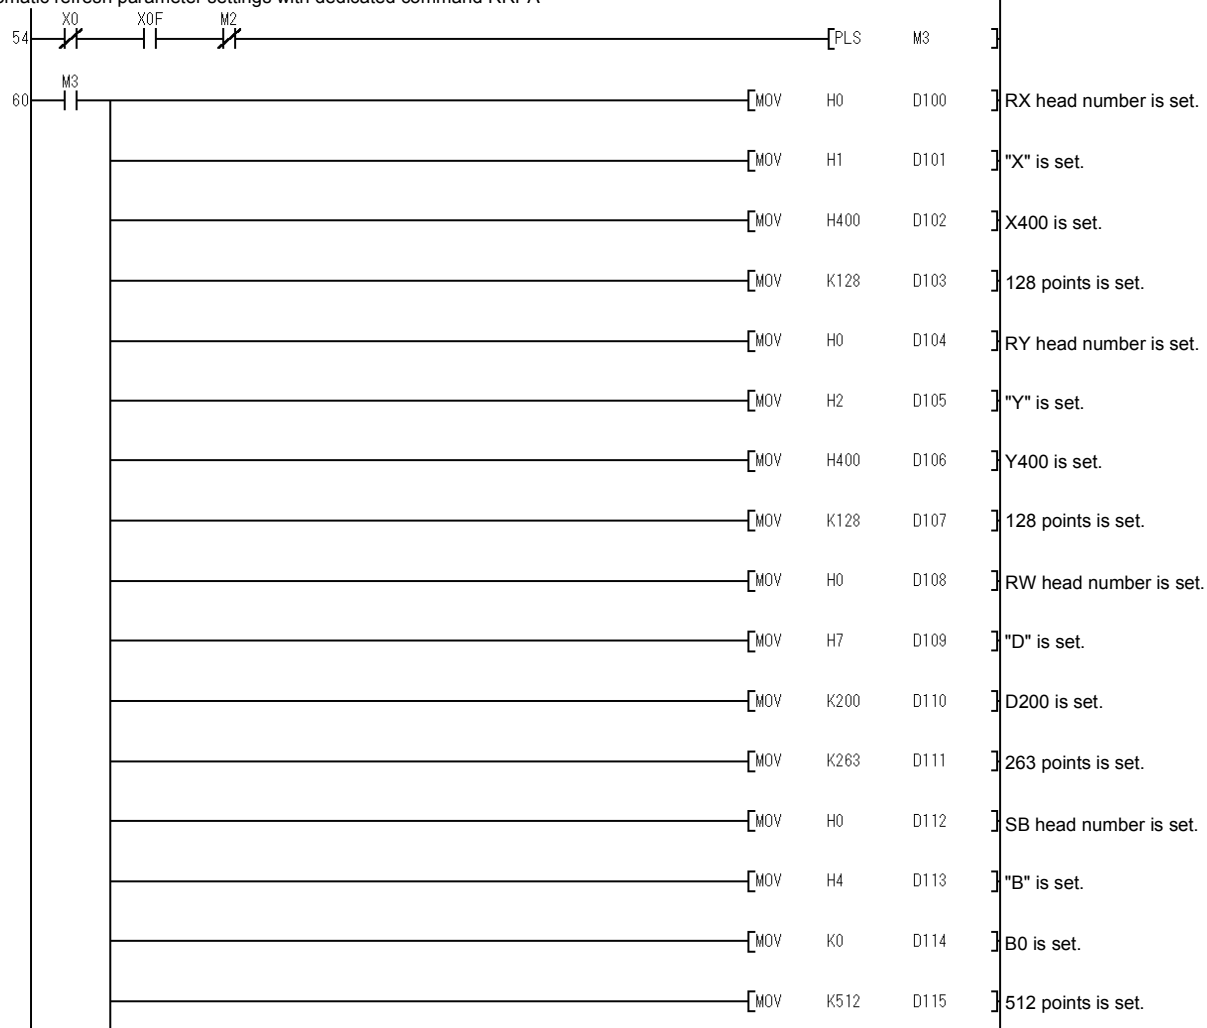 refresh parameter settings with dedicated command
X0 X0F M2
54 PLS M3
M3
60 MOV H0 D100 RX head number is set.
MOV H1 D101 "X" is set.
MOV H400 D102 X400 is set.
MOV K128 D103 128 points is set.
MOV H0 D104 RY head number is set.
MOV H2 D105 "Y" is set.
MOV H400 D106 Y400 is set.
MOV K128 D107 128 points is set.
MOV H0 D108 RW head number is set.
MOV H7 D109 "D" is set.
MOV K200 D110 D200 is set.
MOV K263 D111 263 points is set.
MOV H0 D112 SB head number is set.
MOV H4 D113 "B" is set.
MOV K0 D114 B0 is set.
MOV K512 D115 512 points is set.